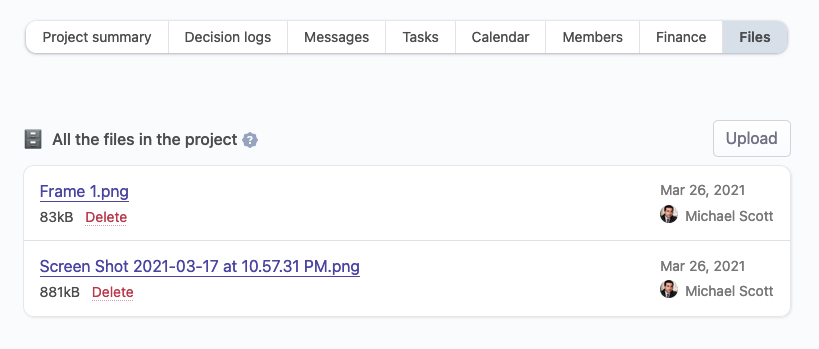 Project summary Decision logs Messages Tasks Calendar Members Finance Files
All the files in the project ?
Upload
Frame 1.png
Mar 26, 2021
83kB Delete
Michael Scott
Screen Shot 2021-03-17 at 10.57.31 PM.png
Mar 26, 2021
881kB Delete
Michael Scott